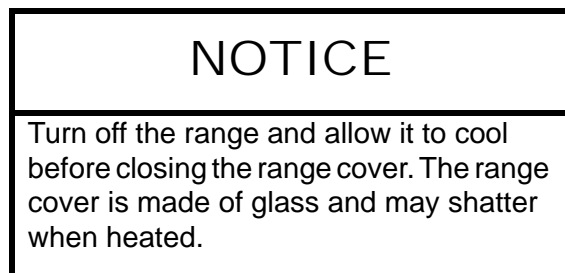 NOTICE
Turn off the range and allow it to cool
before closing the range cover. The range
cover is made of glass and may shatter
when heated.